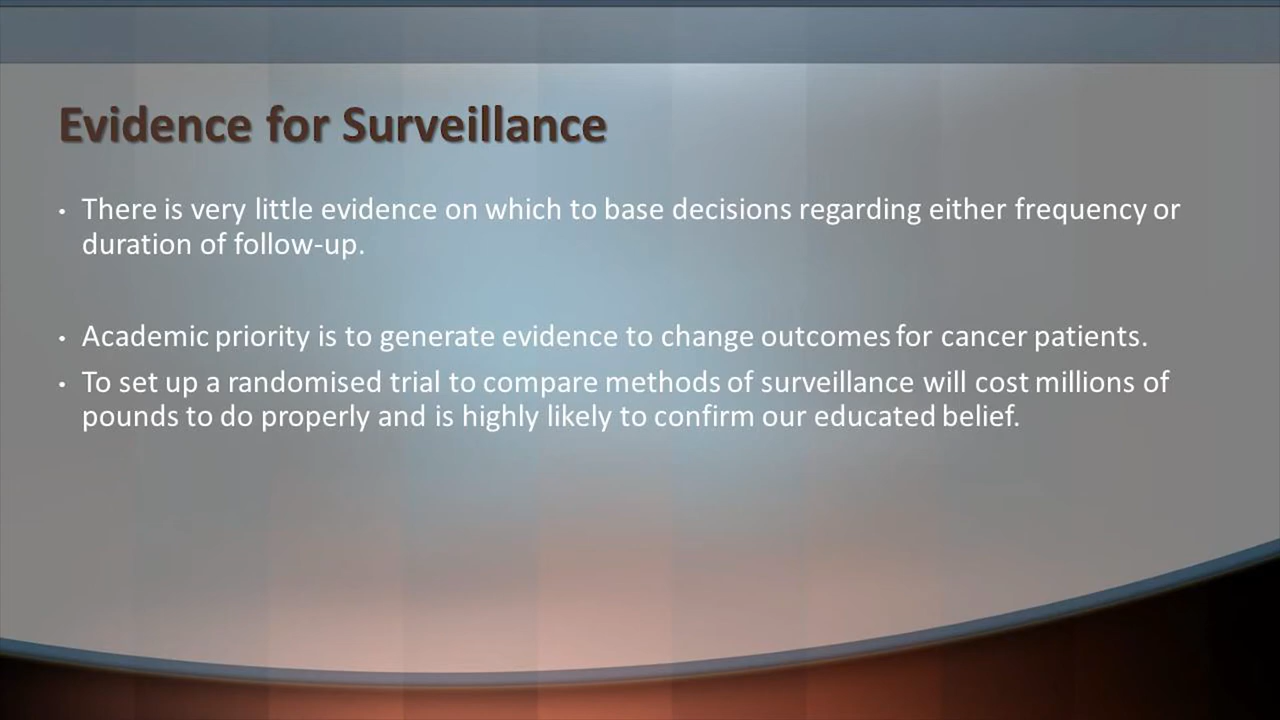 Evidence for Surveillance
• There is very little evidence on which to base decisions regarding either frequency or
duration of follow-up.
• Academic priority is to generate evidence to change outcomes for cancer patients.
• To set up a randomised trial to compare methods of surveillance will cost millions of
pounds to do properly and is highly likely to confirm our educated belief.